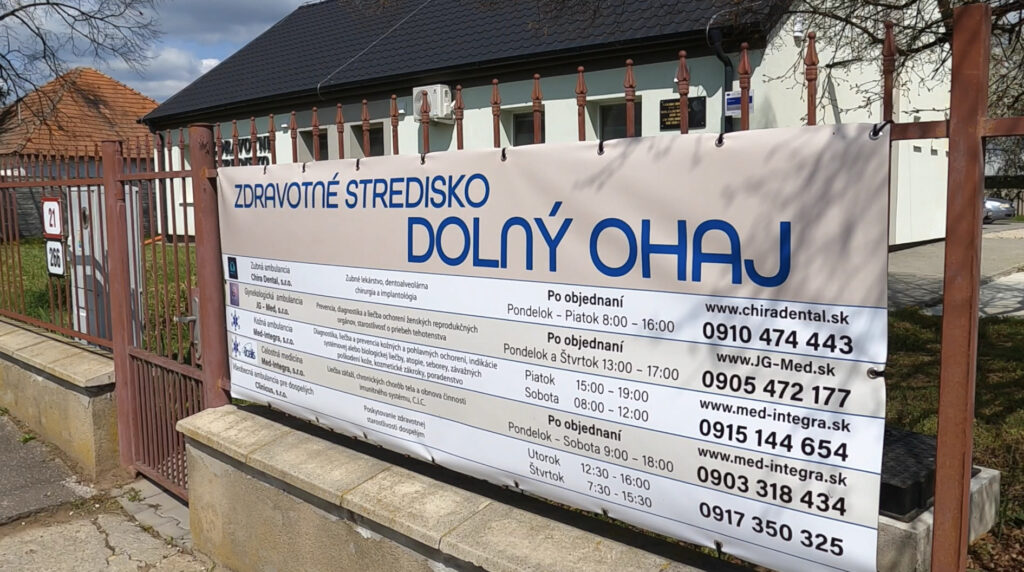 ZDRAVOTNÉ STREDISKO
DOLNÝ OHAJ
21
266
Zubná ambulancia
Chira Dental, s.r.o.
Zubné lekárstvo, dentoalveolárna
chirurgia a implantológia
Po objednaní
Pondelok - Piatok 8:00 - 16:00
www.chiradental.sk
0910 474 443
Gynekologická ambulancia
JG - Med, s.r.o.
Prevencia, diagnostika a liečba ochorení ženských reprodukčných
orgánov, starostlivosť o priebeh tehotenstva
Po objednaní
Pondelok a Štvrtok 13:00 - 17:00
www.JG-Med.sk
0905 472 177
Kožná ambulancia
Med-integra, s.r.o.
Diagnostika, liečba a prevencia kožných a pohlavných ochorení, indikácie
systémovej alebo biologickej liečby, atopie, seborey, závažných
poškodení kože, kozmetické zákroky, poradenstvo
Piatok 15:00 - 19:00
Sobota 08:00 - 12:00
www.med-integra.sk
0915 144 654
Celostná medicína
Med-integra, s.r.o.
Liečba záťaží, chronických chorôb tela a obnova činnosti
imunitného systému, C.I.C.
Po objednaní
Pondelok - Sobota 9:00 - 18:00
www.med-integra.sk
0903 318 434
Všeobecná ambulancia pre dospelých
Clinicus, s.r.o.
Poskytovanie zdravotnej
starostlivosti dospelým
Utorok 12:30 - 16:00
Štvrtok 7:30 - 15:30
0917 350 325